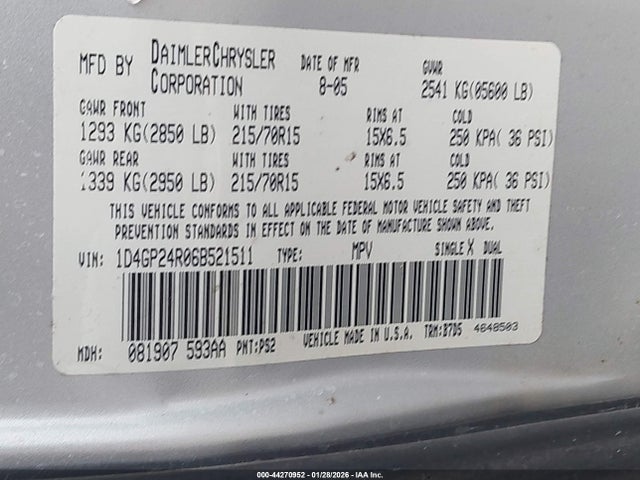 MFD BY DAIMLERCHRYSLER CORPORATION DATE OF MFR 8-05 GVWR 2541 KG(05600 LB)
GAWR FRONT WITH TIRES RIMS AT COLD
1293 KG(2850 LB) 215/70R15 15X6.5 250 KPA( 36 PSI)
GAWR REAR WITH TIRES RIMS AT COLD
1339 KG(2950 LB) 215/70R15 15X6.5 250 KPA( 36 PSI)
THIS VEHICLE CONFORMS TO ALL APPLICABLE FEDERAL MOTOR VEHICLE SAFETY AND THEFT
PREVENTION STANDARDS IN EFFECT ON THE DATE OF MANUFACTURE SHOWN ABOVE.
VIN: 1D4GP24R06B521511 TYPE: MPV SINGLE X DUAL
MDH: 081907 593AA PNT:PS2 VEHICLE MADE IN U.S.A. TRM:B7D5 4648503
000-44270952 | 01/28/2026 | IAA Inc.